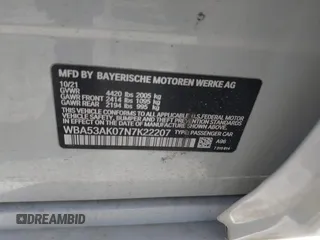 MFD. BY BAYERISCHE MOTOREN WERKE AG
10/21
GVWR 4420 LBS 2005 KG
GAWR FRONT 2414 LBS 1095 KG
GAWR REAR 2194 LBS 995 KG
THIS VEHICLE CONFORMS TO ALL APPLICABLE U.S. FEDERAL MOTOR
VEHICLE SAFETY, BUMPER, AND THEFT PREVENTION STANDARDS
IN EFFECT ON THE DATE OF MANUFACTURE SHOWN ABOVE.
WBA53AK07N7K22207 TYPE: PASSENGER CAR
A96
DREAMBID